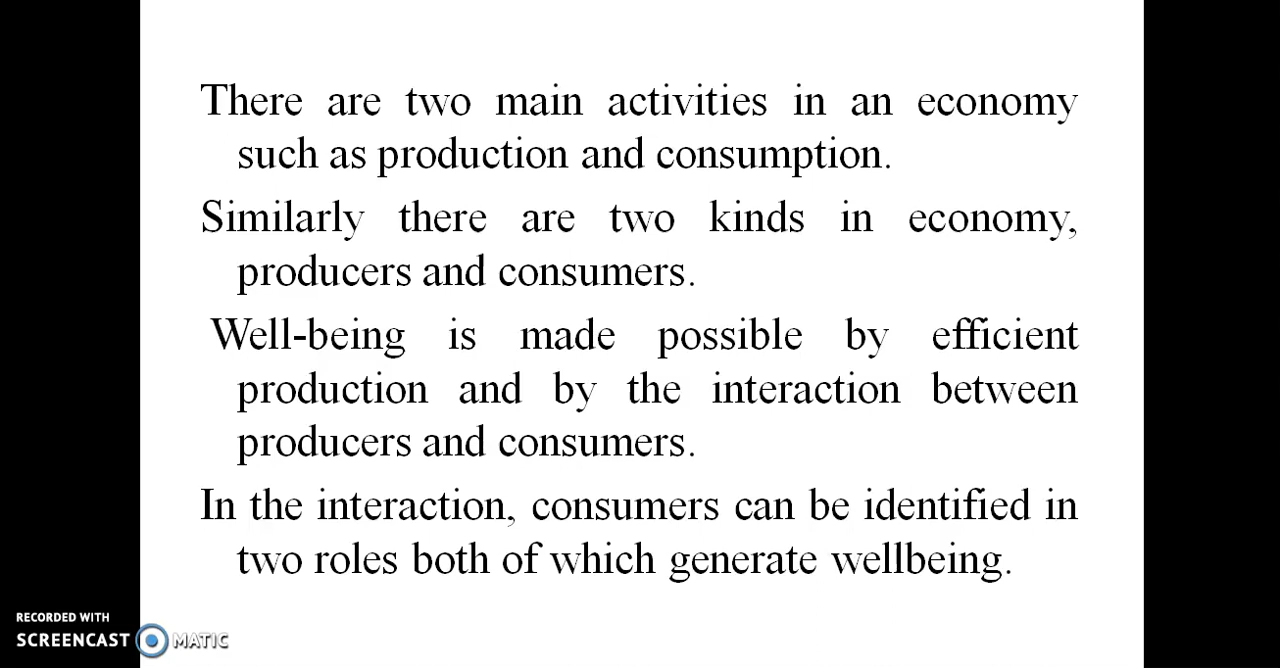 There are two main activities in an economy
such as production and consumption.
Similarly there are two kinds in economy,
producers and consumers.
Well-being is made possible by efficient
production and by the interaction between
producers and consumers.
In the interaction, consumers can be identified in
two roles both of which generate wellbeing.
RECORDED WITH
SCREENCAST MATIC